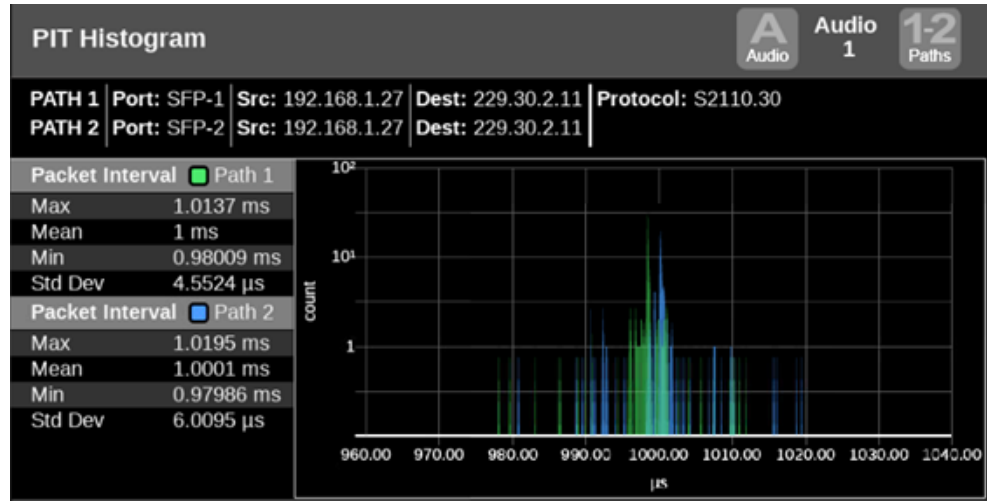 PIT Histogram
A
Audio
Audio
1
1-2
Paths
PATH 1 Port: SFP-1 Src: 192.168.1.27 Dest: 229.30.2.11 Protocol: S2110.30
PATH 2 Port: SFP-2 Src: 192.168.1.27 Dest: 229.30.2.11
Packet Interval Path 1
Max 1.0137 ms
Mean 1 ms
Min 0.98009 ms
Std Dev 4.5524 µs
Packet Interval Path 2
Max 1.0195 ms
Mean 1.0001 ms
Min 0.97986 ms
Std Dev 6.0095 µs
10²
10¹
1
count
960.00 970.00 980.00 990.00 1000.00 1010.00 1020.00 1030.00 1040.00
µs